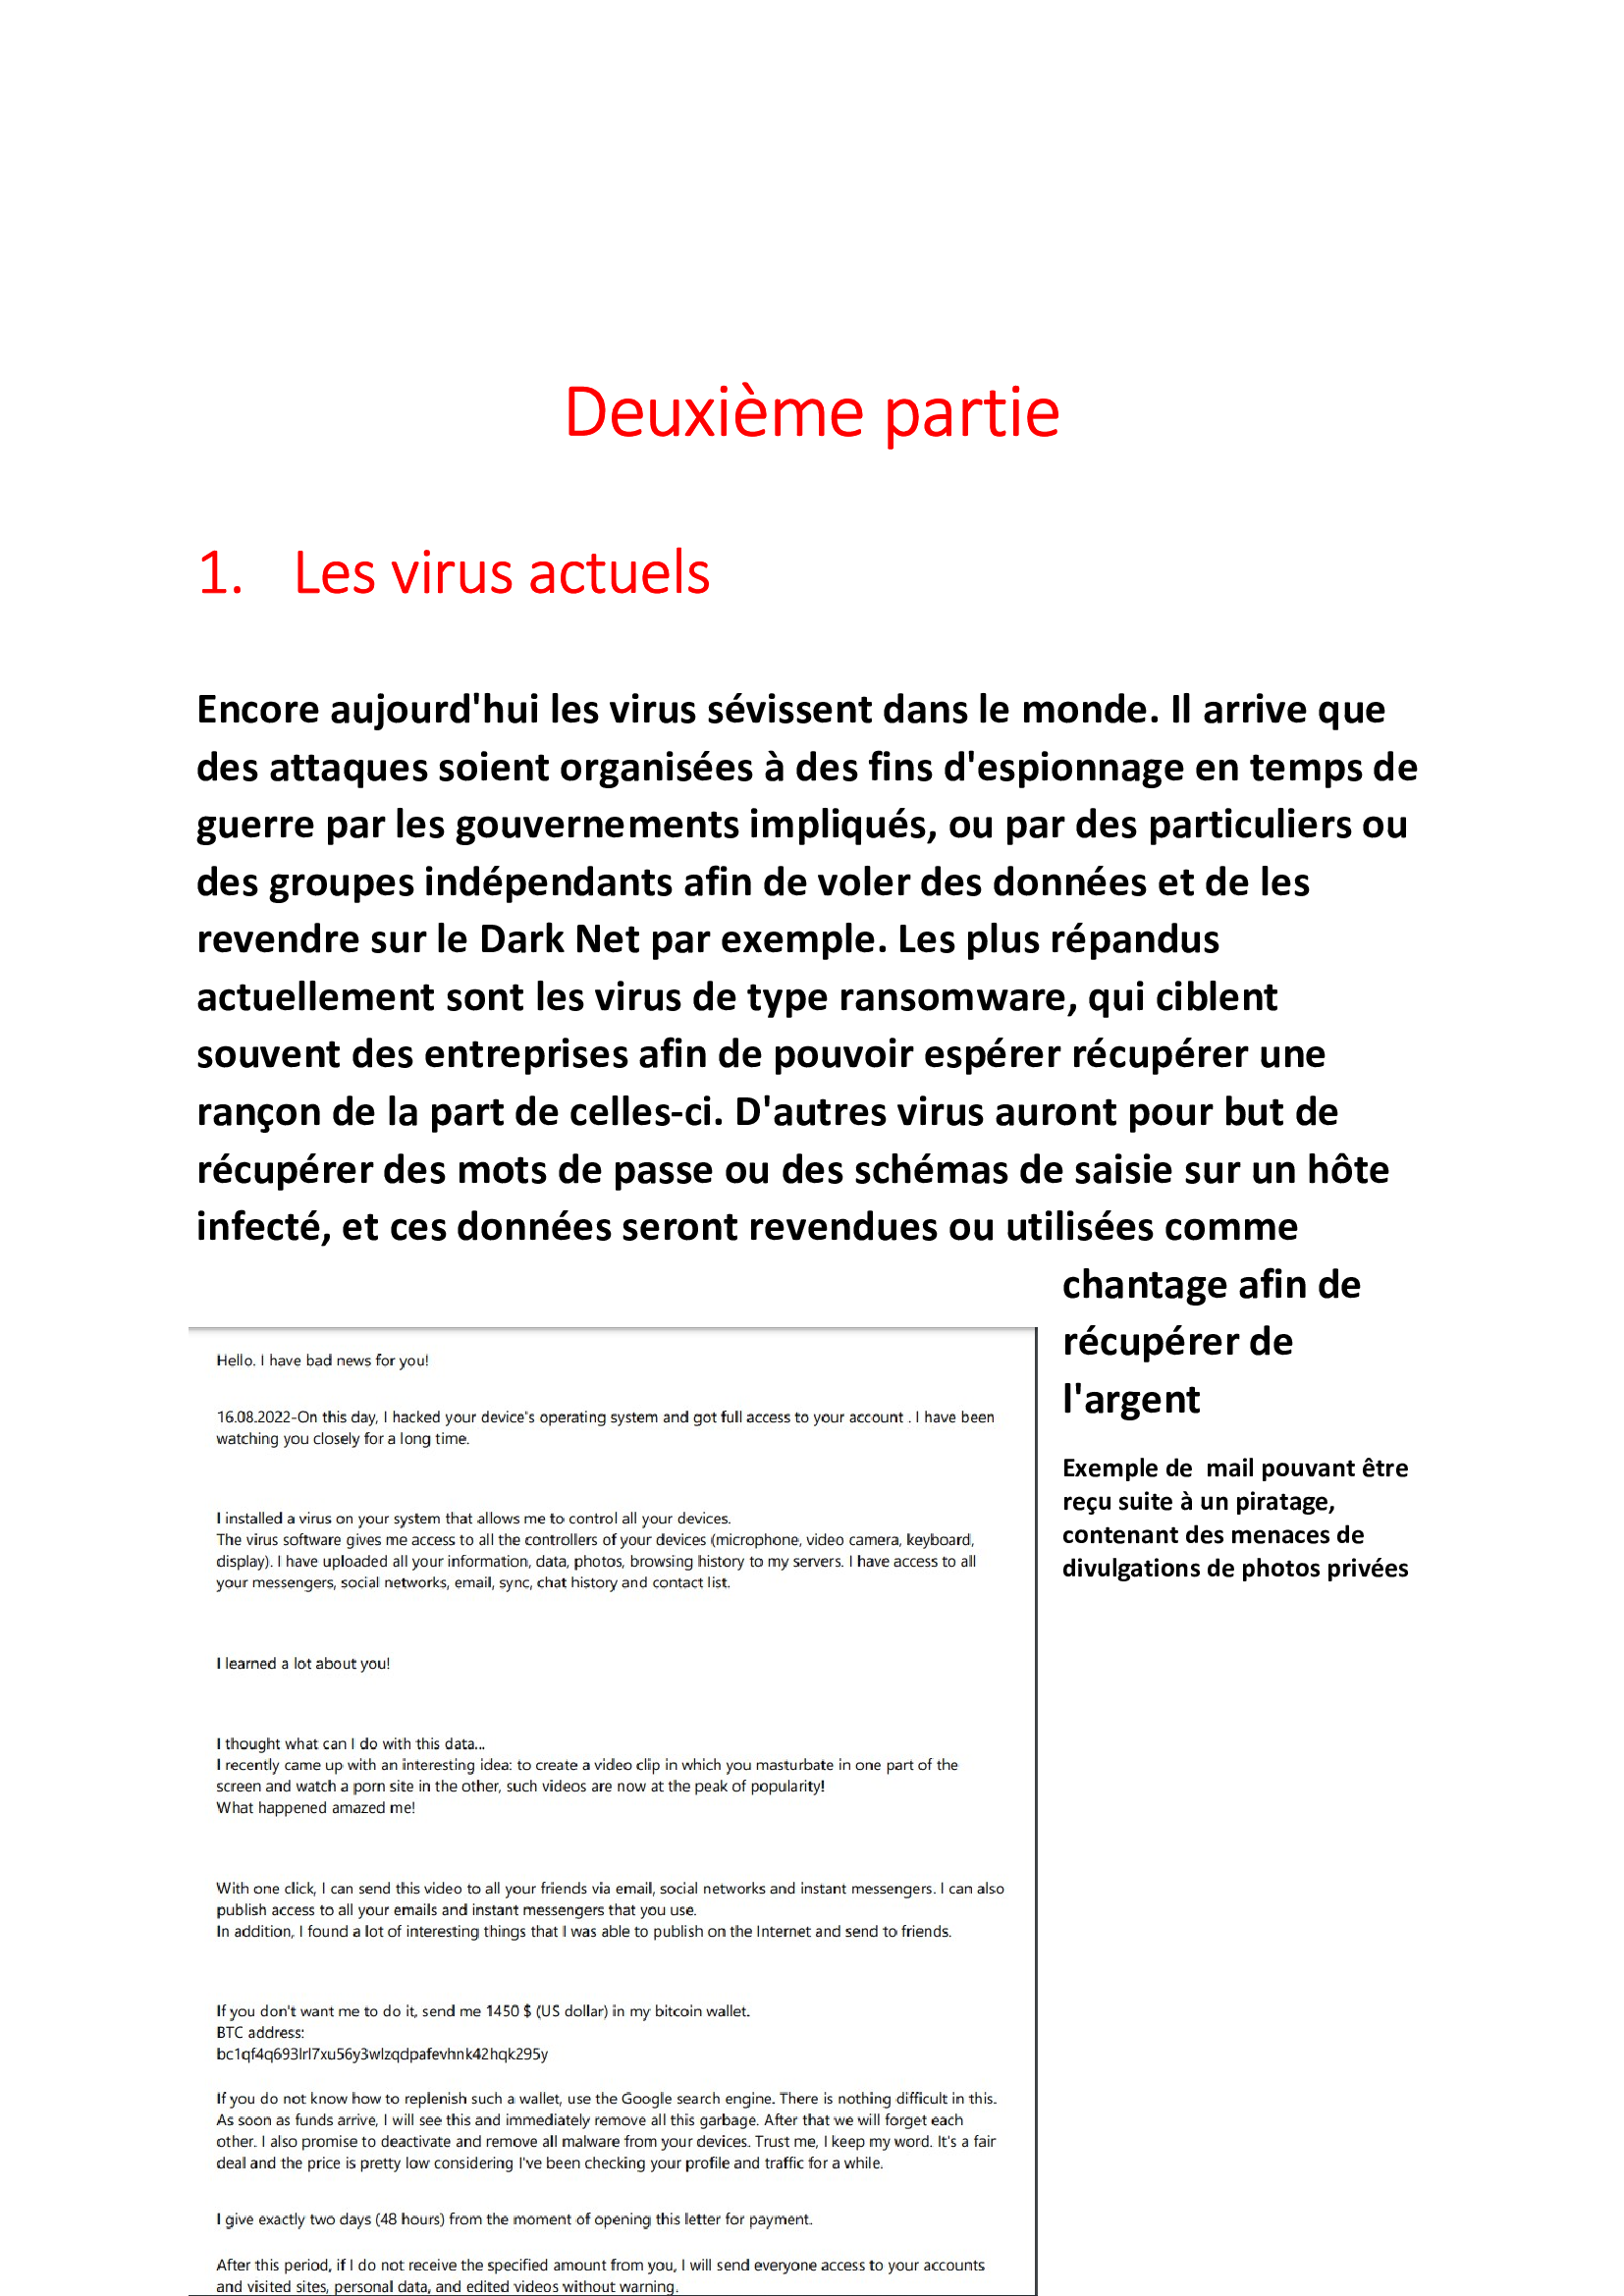 Deuxième partie
1. Les virus actuels
Encore aujourd'hui les virus sévissent dans le monde. Il arrive que
des attaques soient organisées à des fins d'espionnage en temps de
guerre par les gouvernements impliqués, ou par des particuliers ou
des groupes indépendants afin de voler des données et de les
revendre sur le Dark Net par exemple. Les plus répandus
actuellement sont les virus de type ransomware, qui ciblent
souvent des entreprises afin de pouvoir espérer récupérer une
rançon de la part de celles-ci. D'autres virus auront pour but de
récupérer des mots de passe ou des schémas de saisie sur un hôte
infecté, et ces données seront revendues ou utilisées comme
chantage afin de
récupérer de
l'argent
Exemple de  mail pouvant être
reçu suite à un piratage,
contenant des menaces de
divulgations de photos privées
Hello. I have bad news for you!
16.08.2022-On this day, I hacked your device's operating system and got full access to your account . I have been
watching you closely for a long time.
I installed a virus on your system that allows me to control all your devices.
The virus software gives me access to all the controllers of your devices (microphone, video camera, keyboard,
display). I have uploaded all your information, data, photos, browsing history to my servers. I have access to all
your messengers, social networks, email, sync, chat history and contact list.
I learned a lot about you!
I thought what can I do with this data...
I recently came up with an interesting idea: to create a video clip in which you masturbate in one part of the
screen and watch a porn site in the other, such videos are now at the peak of popularity!
What happened amazed me!
With one click, I can send this video to all your friends via email, social networks and instant messengers. I can also
publish access to all your emails and instant messengers that you use.
In addition, I found a lot of interesting things that I was able to publish on the Internet and send to friends.
If you don't want me to do it, send me 1450 $ (US dollar) in my bitcoin wallet.
BTC address:
bc1qf4q693lrl7xu56y3wlzqdpafevhnk42hqk295y
If you do not know how to replenish such a wallet, use the Google search engine. There is nothing difficult in this.
As soon as funds arrive, I will see this and immediately remove all this garbage. After that we will forget each
other. I also promise to deactivate and remove all malware from your devices. Trust me, I keep my word. It's a fair
deal and the price is pretty low considering I've been checking your profile and traffic for a while.
I give exactly two days (48 hours) from the moment of opening this letter for payment.
After this period, if I do not receive the specified amount from you, I will send everyone access to your accounts
and visited sites, personal data, and edited videos without warning.